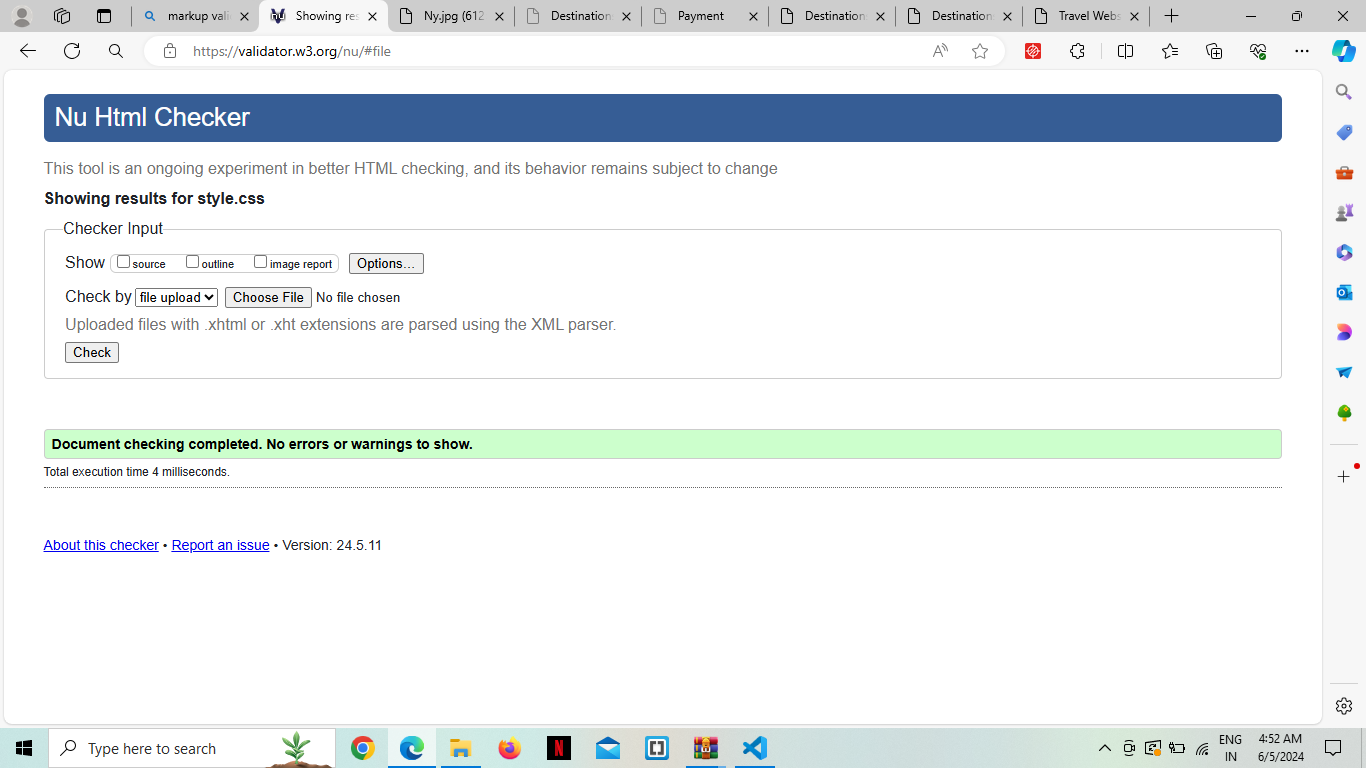 markup vali
Showing res
Ny.jpg (612
Destination
Payment
Destination
Destination
Travel Webs
https://validator.w3.org/nu/#file
Nu Html Checker
This tool is an ongoing experiment in better HTML checking, and its behavior remains subject to change
Showing results for style.css
Checker Input
Show source outline image report Options...
Check by file upload Choose File No file chosen
Uploaded files with .xhtml or .xht extensions are parsed using the XML parser.
Check
Document checking completed. No errors or warnings to show.
Total execution time 4 milliseconds.
About this checker • Report an issue • Version: 24.5.11
Type here to search
ENG
IN
4:52 AM
6/5/2024